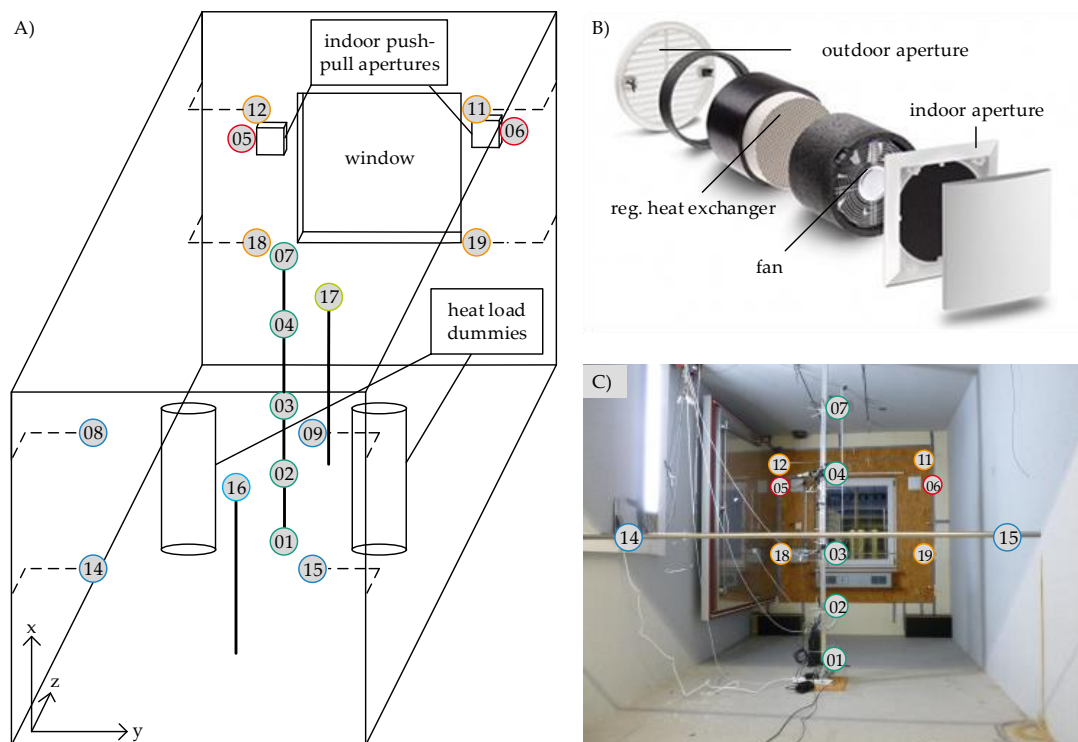 A)
indoor push-
pull apertures
12
11
05
06
window
18
19
07
17
04
heat load
dummies
03
08
09
02
16
01
14
15
x
z
y
B)
outdoor aperture
indoor aperture
reg. heat exchanger
fan
C)
07
12
11
04
05
06
14
15
18
03
19
02
01